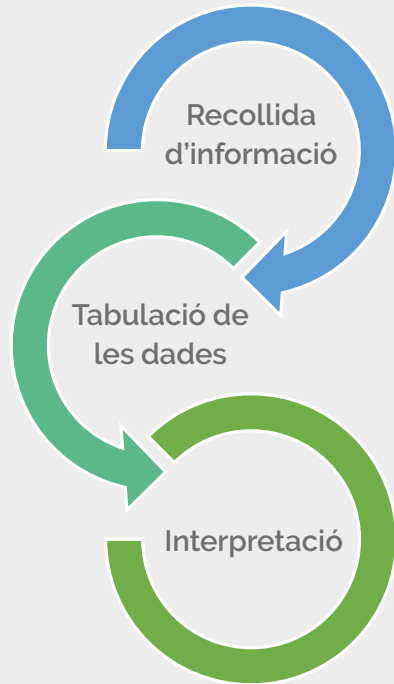 Recollida
d’informació
Tabulació de
les dades
Interpretació